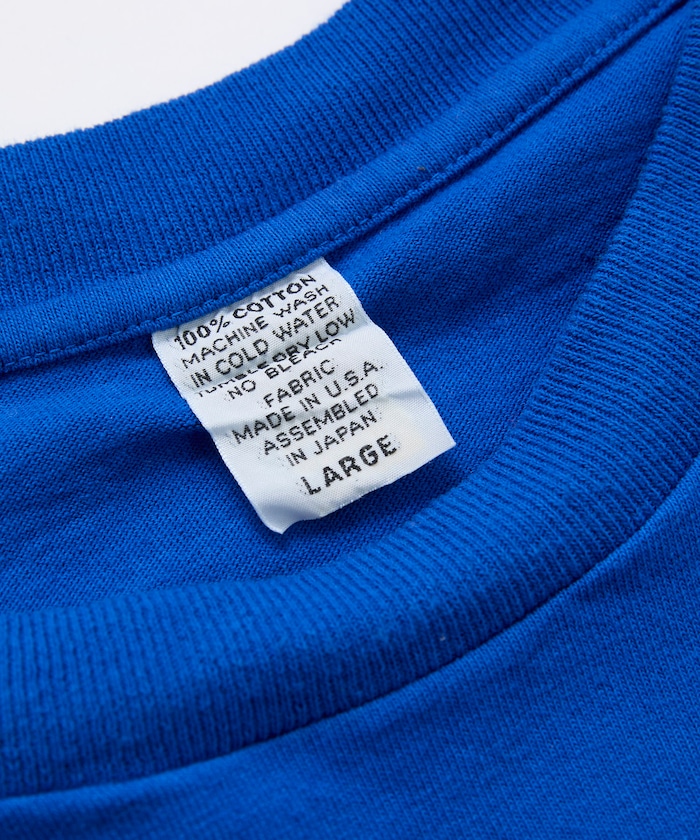 100% COTTON
MACHINE WASH
IN COLD WATER
TUMBLE DRY LOW
NO BLEACH
FABRIC
MADE IN U.S.A.
ASSEMBLED
IN JAPAN
LARGE